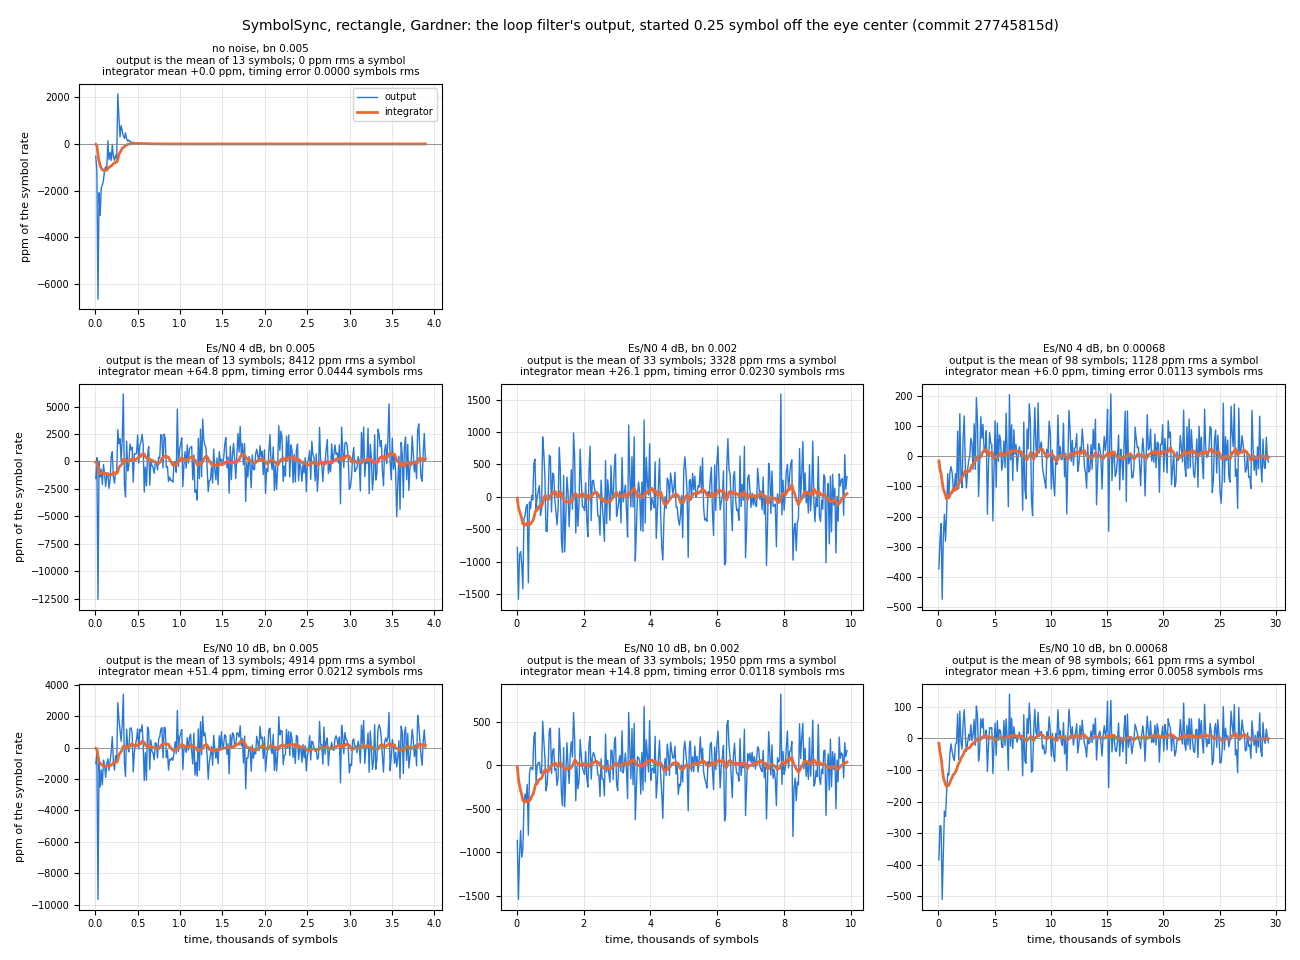 SymbolSync, rectangle, Gardner: the loop filter's output, started 0.25 symbol off the eye center (commit 27745815d)
no noise, bn 0.005
output is the mean of 13 symbols; 0 ppm rms a symbol
integrator mean +0.0 ppm, timing error 0.0000 symbols rms
output
integrator
ppm of the symbol rate
2000
0
−2000
−4000
−6000
0.0 0.5 1.0 1.5 2.0 2.5 3.0 3.5 4.0
Es/N0 4 dB, bn 0.005
output is the mean of 13 symbols; 8412 ppm rms a symbol
integrator mean +64.8 ppm, timing error 0.0444 symbols rms
ppm of the symbol rate
5000
2500
0
−2500
−5000
−7500
−10000
−12500
0.0 0.5 1.0 1.5 2.0 2.5 3.0 3.5 4.0
Es/N0 4 dB, bn 0.002
output is the mean of 33 symbols; 3328 ppm rms a symbol
integrator mean +26.1 ppm, timing error 0.0230 symbols rms
1500
1000
500
0
−500
−1000
−1500
0 2 4 6 8 10
Es/N0 4 dB, bn 0.00068
output is the mean of 98 symbols; 1128 ppm rms a symbol
integrator mean +6.0 ppm, timing error 0.0113 symbols rms
200
100
0
−100
−200
−300
−400
−500
0 5 10 15 20 25 30
Es/N0 10 dB, bn 0.005
output is the mean of 13 symbols; 4914 ppm rms a symbol
integrator mean +51.4 ppm, timing error 0.0212 symbols rms
ppm of the symbol rate
4000
2000
0
−2000
−4000
−6000
−8000
−10000
0.0 0.5 1.0 1.5 2.0 2.5 3.0 3.5 4.0
time, thousands of symbols
Es/N0 10 dB, bn 0.002
output is the mean of 33 symbols; 1950 ppm rms a symbol
integrator mean +14.8 ppm, timing error 0.0118 symbols rms
500
0
−500
−1000
−1500
0 2 4 6 8 10
time, thousands of symbols
Es/N0 10 dB, bn 0.00068
output is the mean of 98 symbols; 661 ppm rms a symbol
integrator mean +3.6 ppm, timing error 0.0058 symbols rms
100
0
−100
−200
−300
−400
−500
0 5 10 15 20 25 30
time, thousands of symbols